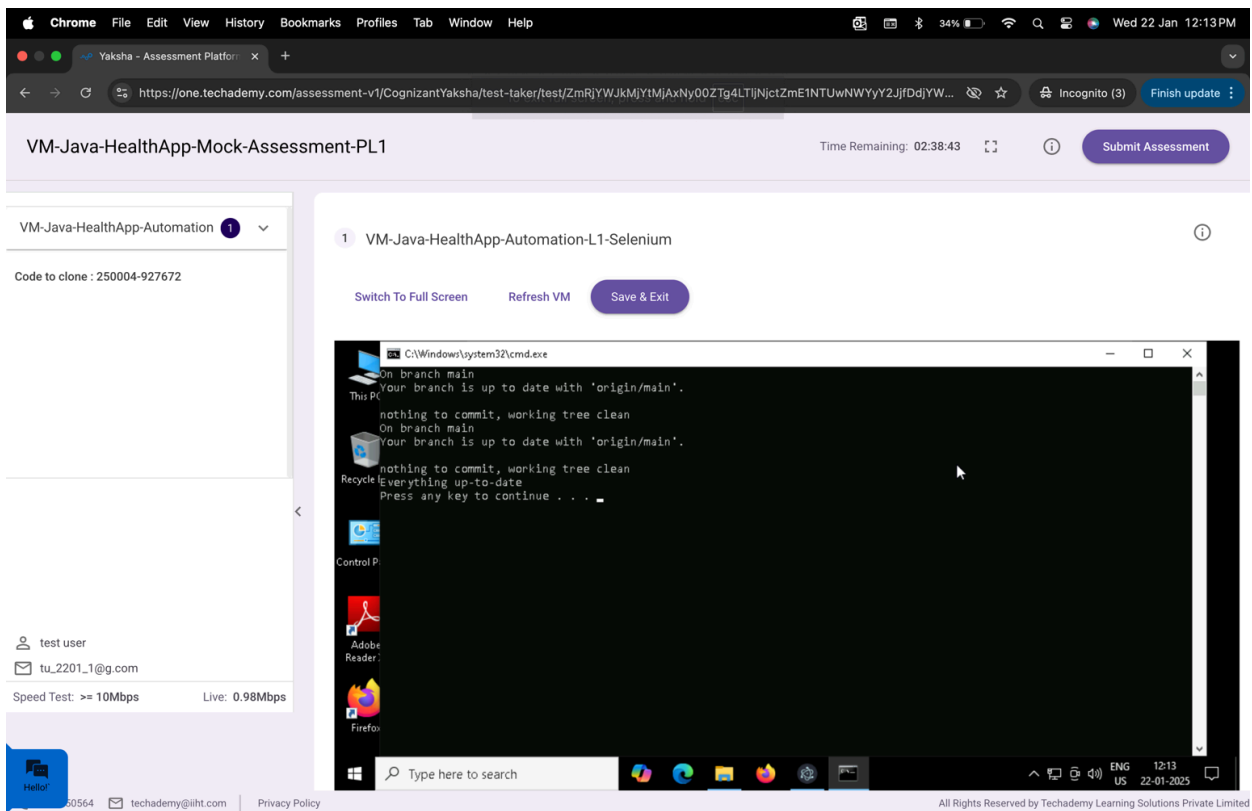 Chrome File Edit View History Bookmarks Profiles Tab Window Help 34% Wed 22 Jan 12:13 PM
Yaksha - Assessment Platform
https://one.techademy.com/assessment-v1/CognizantYaksha/test-taker/test/ Incognito (3) Finish update
VM-Java-HealthApp-Mock-Assessment-PL1 Time Remaining: 02:38:43 Submit Assessment
VM-Java-HealthApp-Automation 1
Code to clone : 250004-927672
1 VM-Java-HealthApp-Automation-L1-Selenium
Switch To Full Screen Refresh VM Save & Exit
C:\Windows\system32\cmd.exe
On branch main
Your branch is up to date with 'origin/main'.
nothing to commit, working tree clean
On branch main
Your branch is up to date with 'origin/main'.
nothing to commit, working tree clean
Everything up-to-date
Press any key to continue . . .
This PC
Recycle
Control P
Adobe
Reader
Firefox
Type here to search
ENG
US
12:13
22-01-2025
test user
tu_2201_1@g.com
Speed Test: >= 10Mbps Live: 0.98Mbps
Hello!
50564 techademy@iiht.com Privacy Policy All Rights Reserved by Techademy Learning Solutions Private Limited